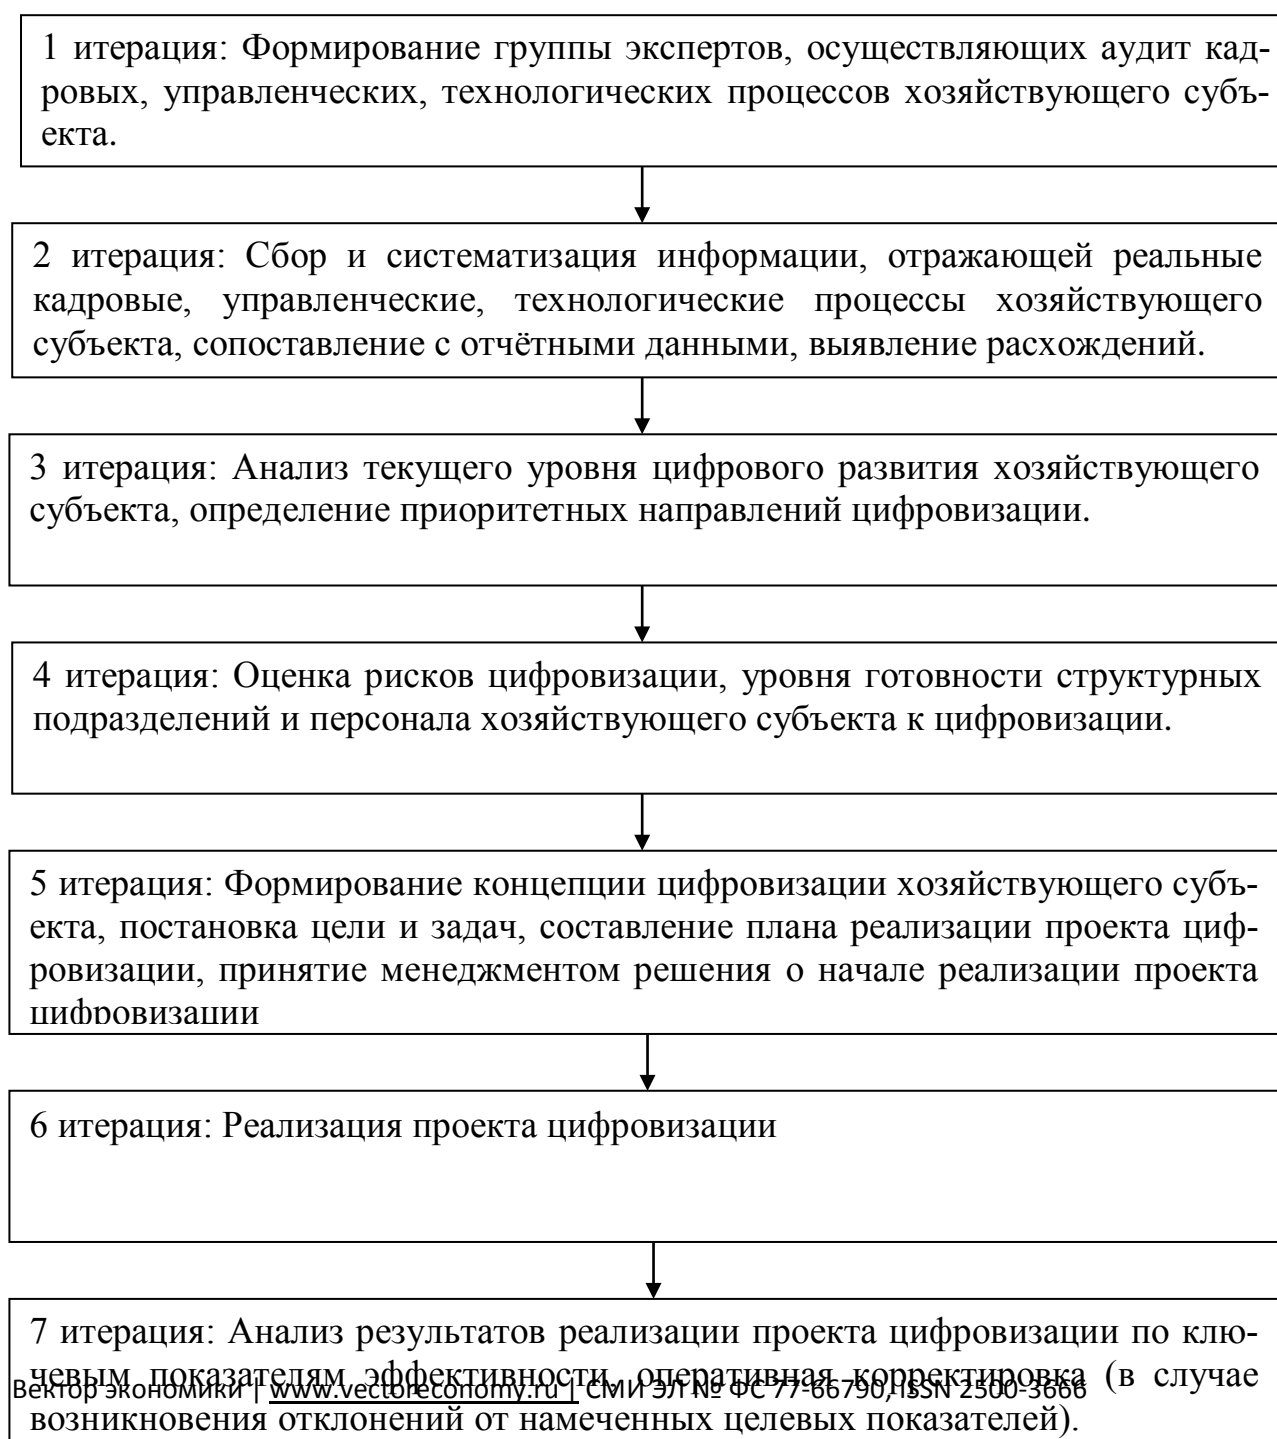 1 итерация: Формирование группы экспертов, осуществляющих аудит кад-
ровых, управленческих, технологических процессов хозяйствующего субъ-
екта.
2 итерация: Сбор и систематизация информации, отражающей реальные
кадровые, управленческие, технологические процессы хозяйствующего
субъекта, сопоставление с отчётными данными, выявление расхождений.
3 итерация: Анализ текущего уровня цифрового развития хозяйствующего
субъекта, определение приоритетных направлений цифровизации.
4 итерация: Оценка рисков цифровизации, уровня готовности структурных
подразделений и персонала хозяйствующего субъекта к цифровизации.
5 итерация: Формирование концепции цифровизации хозяйствующего субъ-
екта, постановка цели и задач, составление плана реализации проекта циф-
ровизации, принятие менеджментом решения о начале реализации проекта
цифровизации
6 итерация: Реализация проекта цифровизации
7 итерация: Анализ результатов реализации проекта цифровизации по клю-
чевым показателям эффективности, оперативная корректировка (в случае
Вектор экономики | www.vectoreconomy.ru | СМИ ЭЛ № ФС 77-66790, ISSN 2500-3666
возникновения отклонений от намеченных целевых показателей).